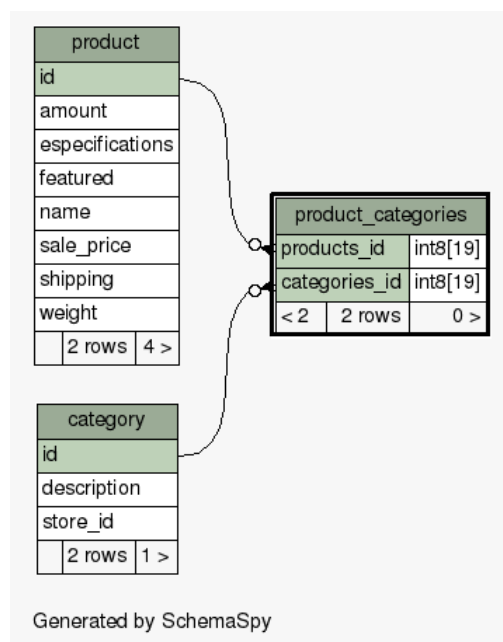 product
id
amount
especifications
featured
name
sale_price
shipping
weight
2 rows 4 >
product_categories
products_id int8[19]
categories_id int8[19]
< 2 2 rows 0 >
category
id
description
store_id
2 rows 1 >
Generated by SchemaSpy